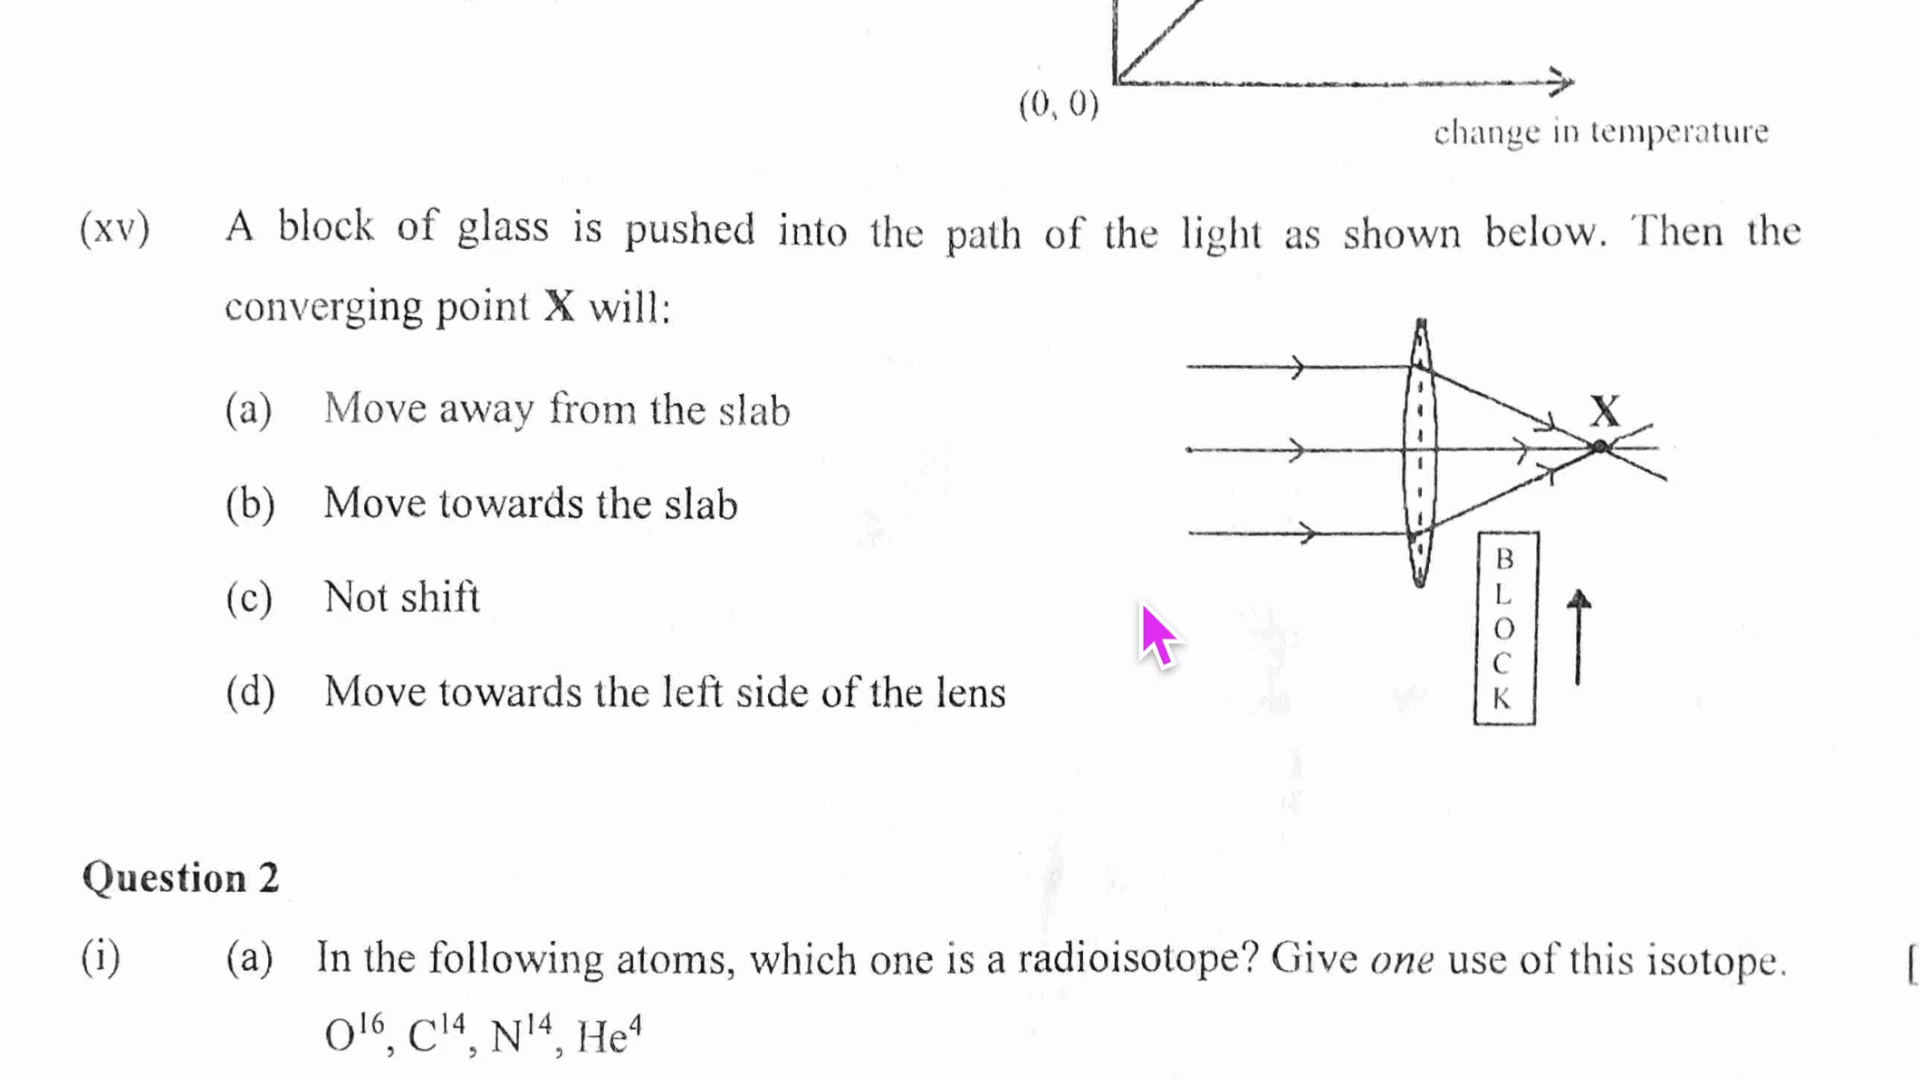 (0, 0)
change in temperature
(xv) A block of glass is pushed into the path of the light as shown below. Then the
converging point X will:
(a) Move away from the slab
(b) Move towards the slab
(c) Not shift
(d) Move towards the left side of the lens
X
B
L
O
C
K
Question 2
(i) (a) In the following atoms, which one is a radioisotope? Give one use of this isotope. [
O¹⁶, C¹⁴, N¹⁴, He⁴